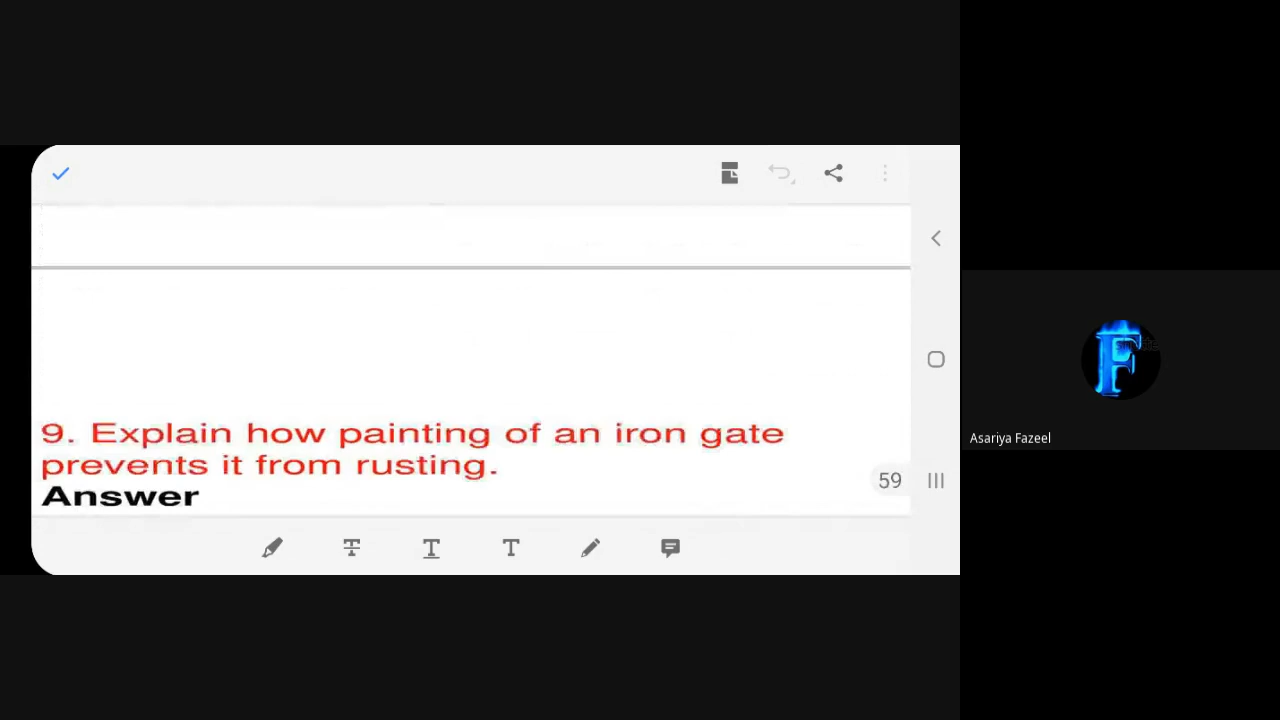 9. Explain how painting of an iron gate
prevents it from rusting.
Answer
59
Asariya Fazeel